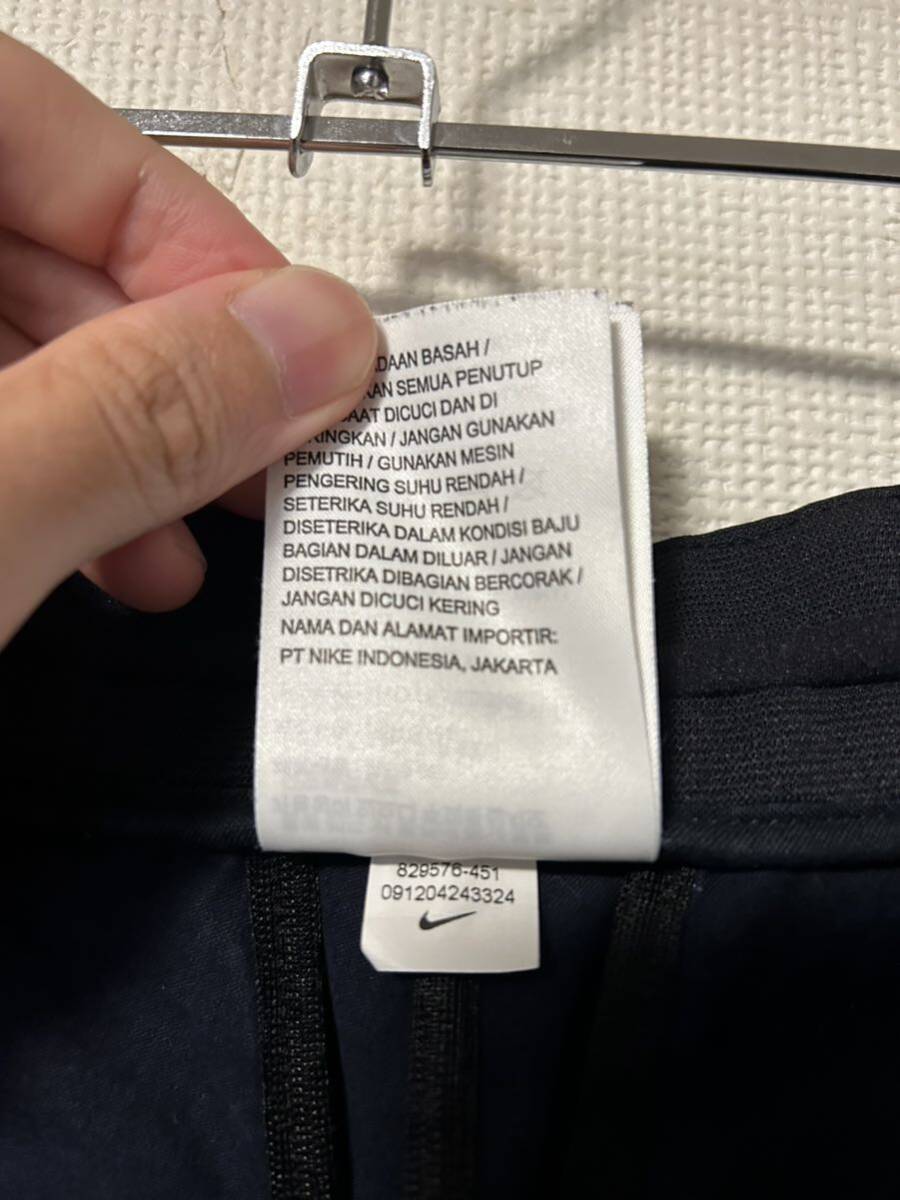 BASAH /
SEMUA PENUTUP
DICUCI DAN DI
/ JANGAN GUNAKAN
PEMUTIH / GUNAKAN MESIN
PENGERING SUHU RENDAH /
SETERIKA SUHU RENDAH /
DISETERIKA DALAM KONDISI BAJU
BAGIAN DALAM DILUAR / JANGAN
DISETRIKA DIBAGIAN BERCORAK /
JANGAN DICUCI KERING
NAMA DAN ALAMAT IMPORTIR:
PT NIKE INDONESIA, JAKARTA
829576-451
091204243324